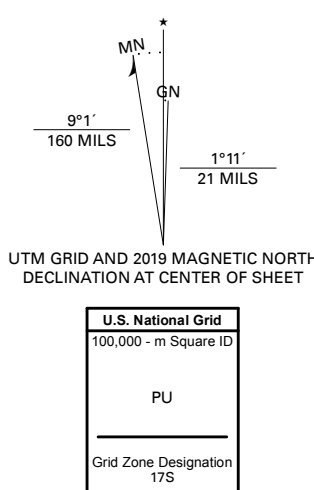 ★
MN
GN
9°1´
160 MILS
1°11´
21 MILS
UTM GRID AND 2019 MAGNETIC NORTH
DECLINATION AT CENTER OF SHEET
U.S. National Grid
100,000 - m Square ID
PU
Grid Zone Designation
17S